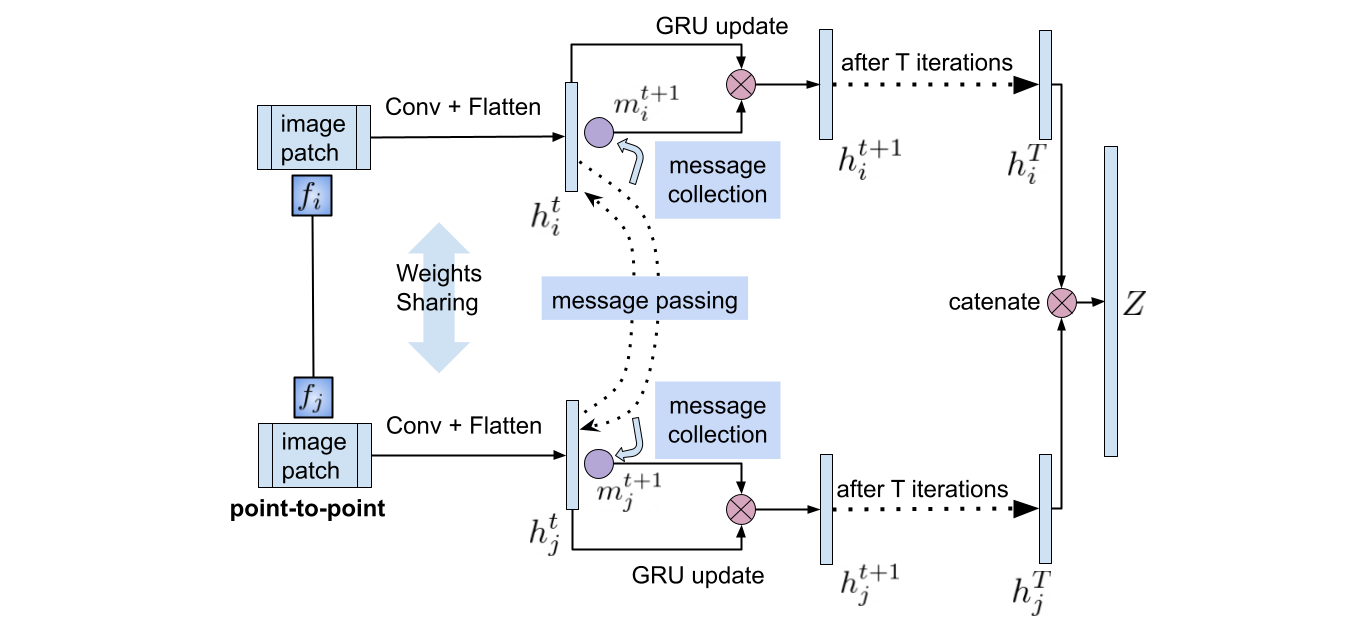 GRU update
after T iterations
Conv + Flatten
m_i^{t+1}
image
patch
message
collection
h_i^{t+1}
h_i^T
f_i
h_i^t
Weights
Sharing
message passing
catenate
Z
f_j
message
collection
Conv + Flatten
image
patch
m_j^{t+1}
after T iterations
point-to-point
h_j^t
GRU update
h_j^{t+1}
h_j^T